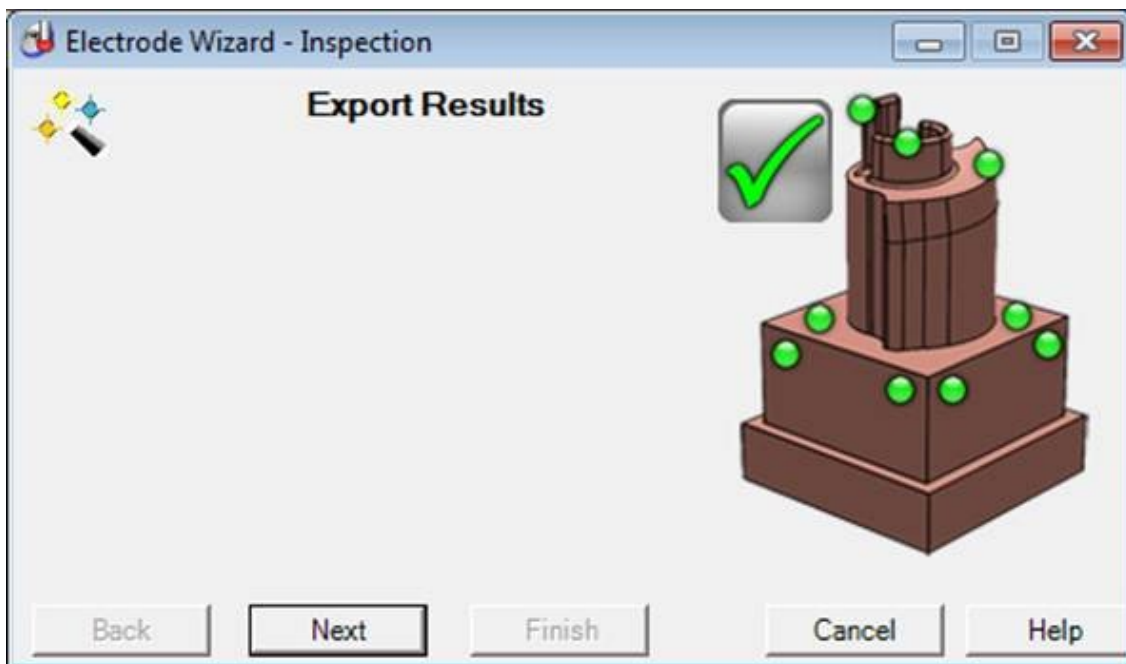 Electrode Wizard - Inspection
Export Results
Back
Next
Finish
Cancel
Help